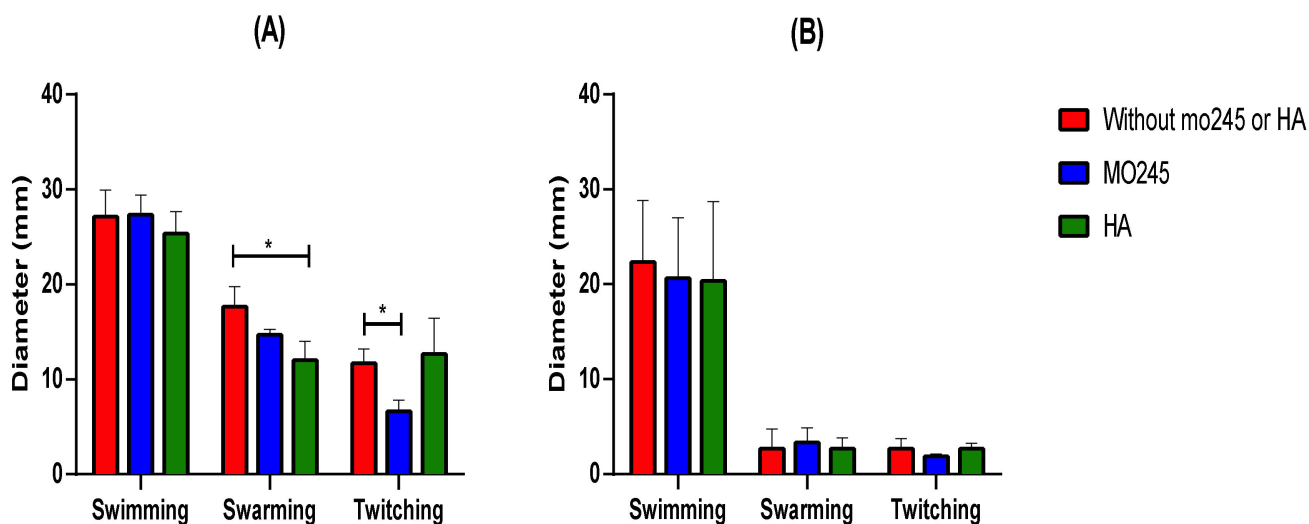 (A)
40
30
20
10
0
Diameter (mm)
*
*
Swimming
Swarming
Twitching
(B)
40
30
20
10
0
Diameter (mm)
Swimming
Swarming
Twitching
Without mo245 or HA
MO245
HA